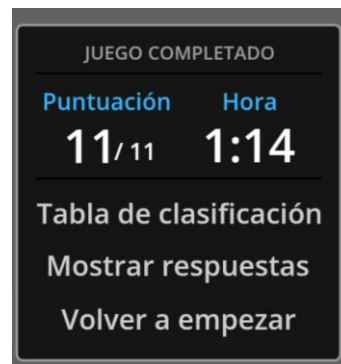 JUEGO COMPLETADO
Puntuación Hora
11/ 11 1:14
Tabla de clasificación
Mostrar respuestas
Volver a empezar